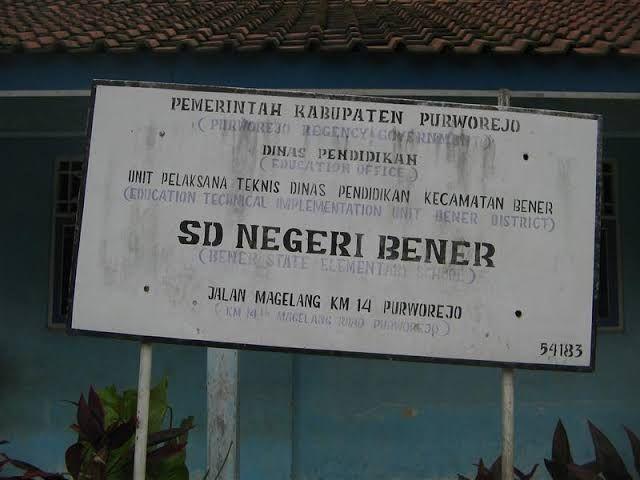 PEMERINTAH KABUPATEN PURWOREJO
( PURWOREJO REGENCY GOVERNMENT )
DINAS PENDIDIKAN
( EDUCATION OFFICE )
UNIT PELAKSANA TEKNIS DINAS PENDIDIKAN KECAMATAN BENER
(EDUCATION TECHNICAL IMPLEMENTATION UNIT BENER DISTRICT)
SD NEGERI BENER
( BENER STATE ELEMENTARY SCHOOL )
JALAN MAGELANG KM 14 PURWOREJO
( KM 14th MAGELANG ROAD PURWOREJO )
54183